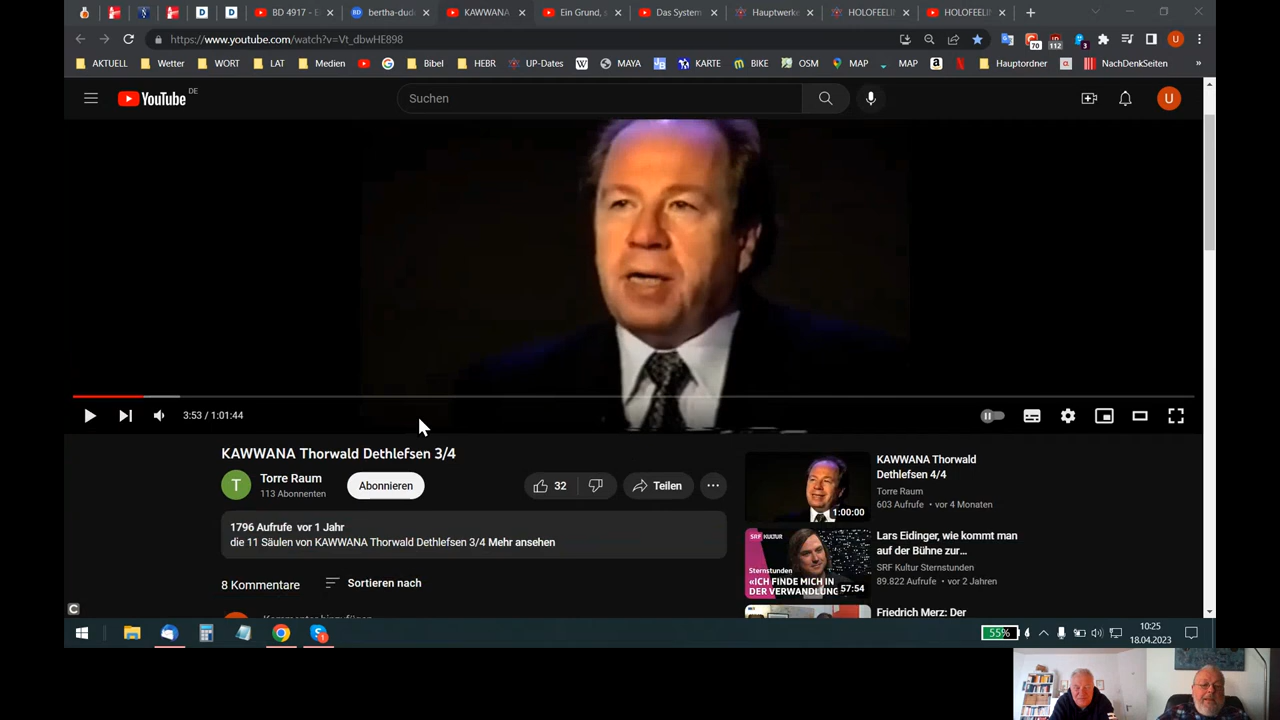 BD 4917 - E
bertha-dud
KAWWANA
Ein Grund, s
Das System
Hauptwerke
HOLOFEELIN
HOLOFEELIN
https://www.youtube.com/watch?v=Vt_dbwHE898
70
112
3
U
AKTUELL Wetter WORT LAT Medien Bibel HEBR UP-Dates MAYA KARTE BIKE OSM MAP MAP Hauptordner NachDenkSeiten »
YouTube DE
Suchen
U
3:53 / 1:01:44
KAWWANA Thorwald Dethlefsen 3/4
T
Torre Raum
113 Abonnenten
Abonnieren
32
Teilen
1796 Aufrufe vor 1 Jahr
die 11 Säulen von KAWWANA Thorwald Dethlefsen 3/4 Mehr ansehen
8 Kommentare
Sortieren nach
1:00:00
KAWWANA Thorwald
Dethlefsen 4/4
Torre Raum
603 Aufrufe • vor 4 Monaten
SRF KULTUR
Sternstunden
«ICH FINDE MICH IN
DER VERWANDLUNG
57:54
Lars Eidinger, wie kommt man
auf der Bühne zur...
SRF Kultur Sternstunden
89.822 Aufrufe • vor 2 Jahren
Friedrich Merz: Der
C
55%
10:25
18.04.2023